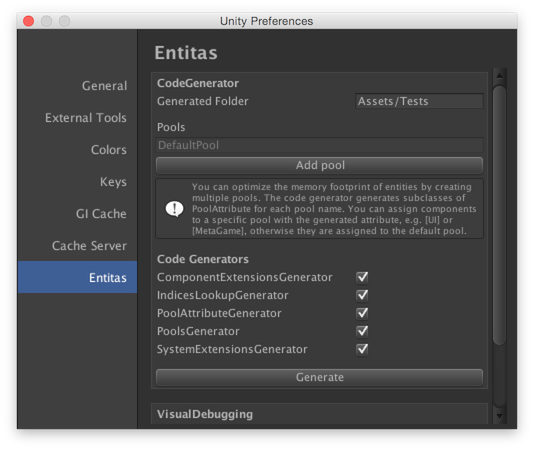 Unity Preferences
General
External Tools
Colors
Keys
GI Cache
Cache Server
Entitas
Entitas
CodeGenerator
Generated Folder Assets/Tests
Pools
DefaultPool
Add pool
You can optimize the memory footprint of entities by creating
multiple pools. The code generator generates subclasses of
PoolAttribute for each pool name. You can assign components
to a specific pool with the generated attribute, e.g. [UI] or
[MetaGame], otherwise they are assigned to the default pool.
Code Generators
ComponentExtensionsGenerator
IndicesLookupGenerator
PoolAttributeGenerator
PoolsGenerator
SystemExtensionsGenerator
Generate
VisualDebugging